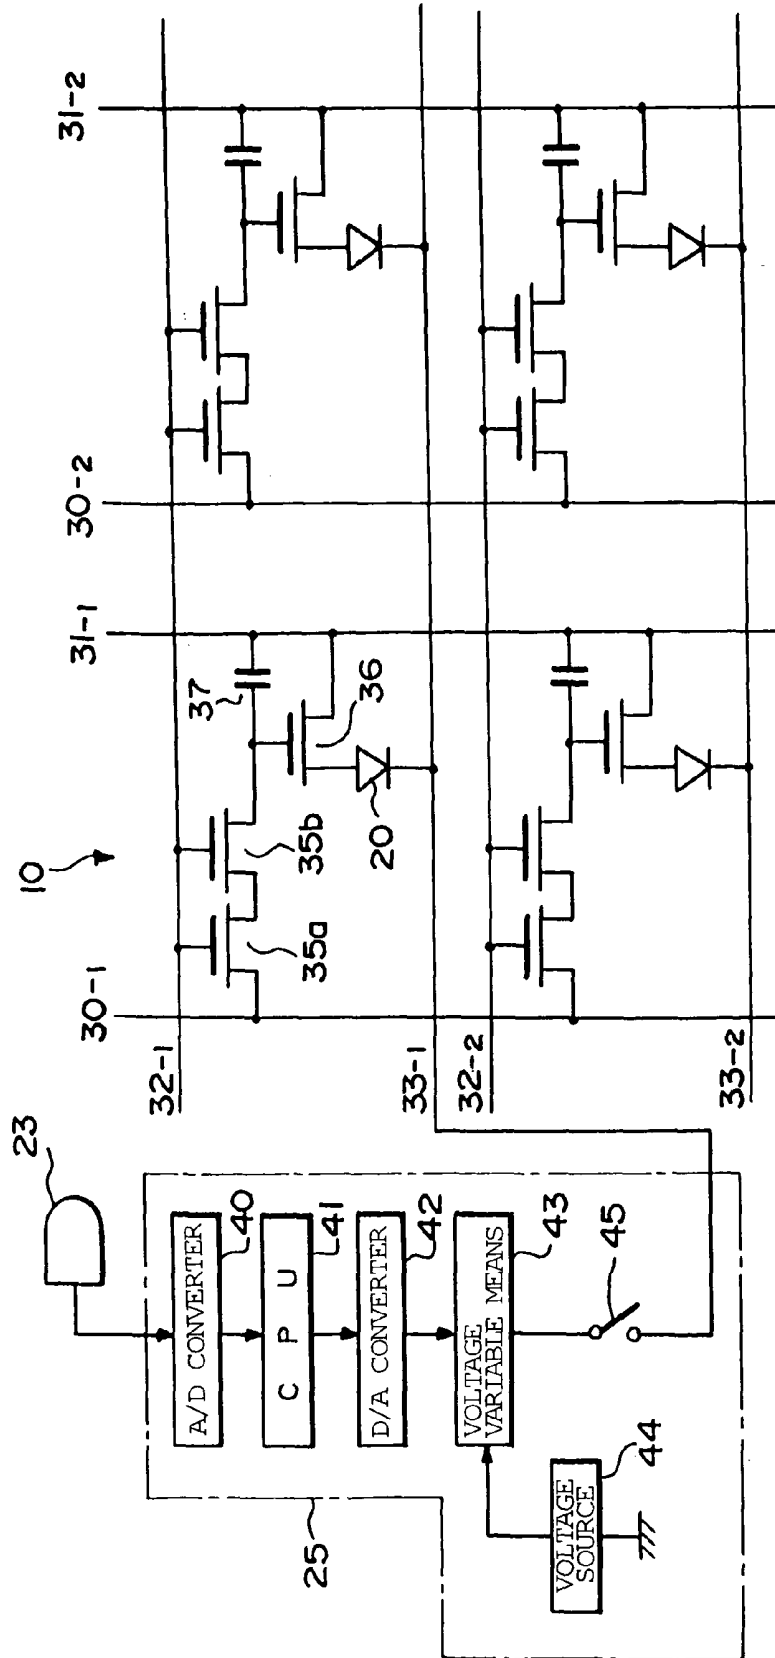 10
23
30-1
31-1
30-2
31-2
32-1
35a
35b
37
36
20
33-1
32-2
33-2
A/D CONVERTER
40
C P U
41
D/A CONVERTER
42
VOLTAGE
VARIABLE MEANS
43
45
VOLTAGE
SOURCE
44
25